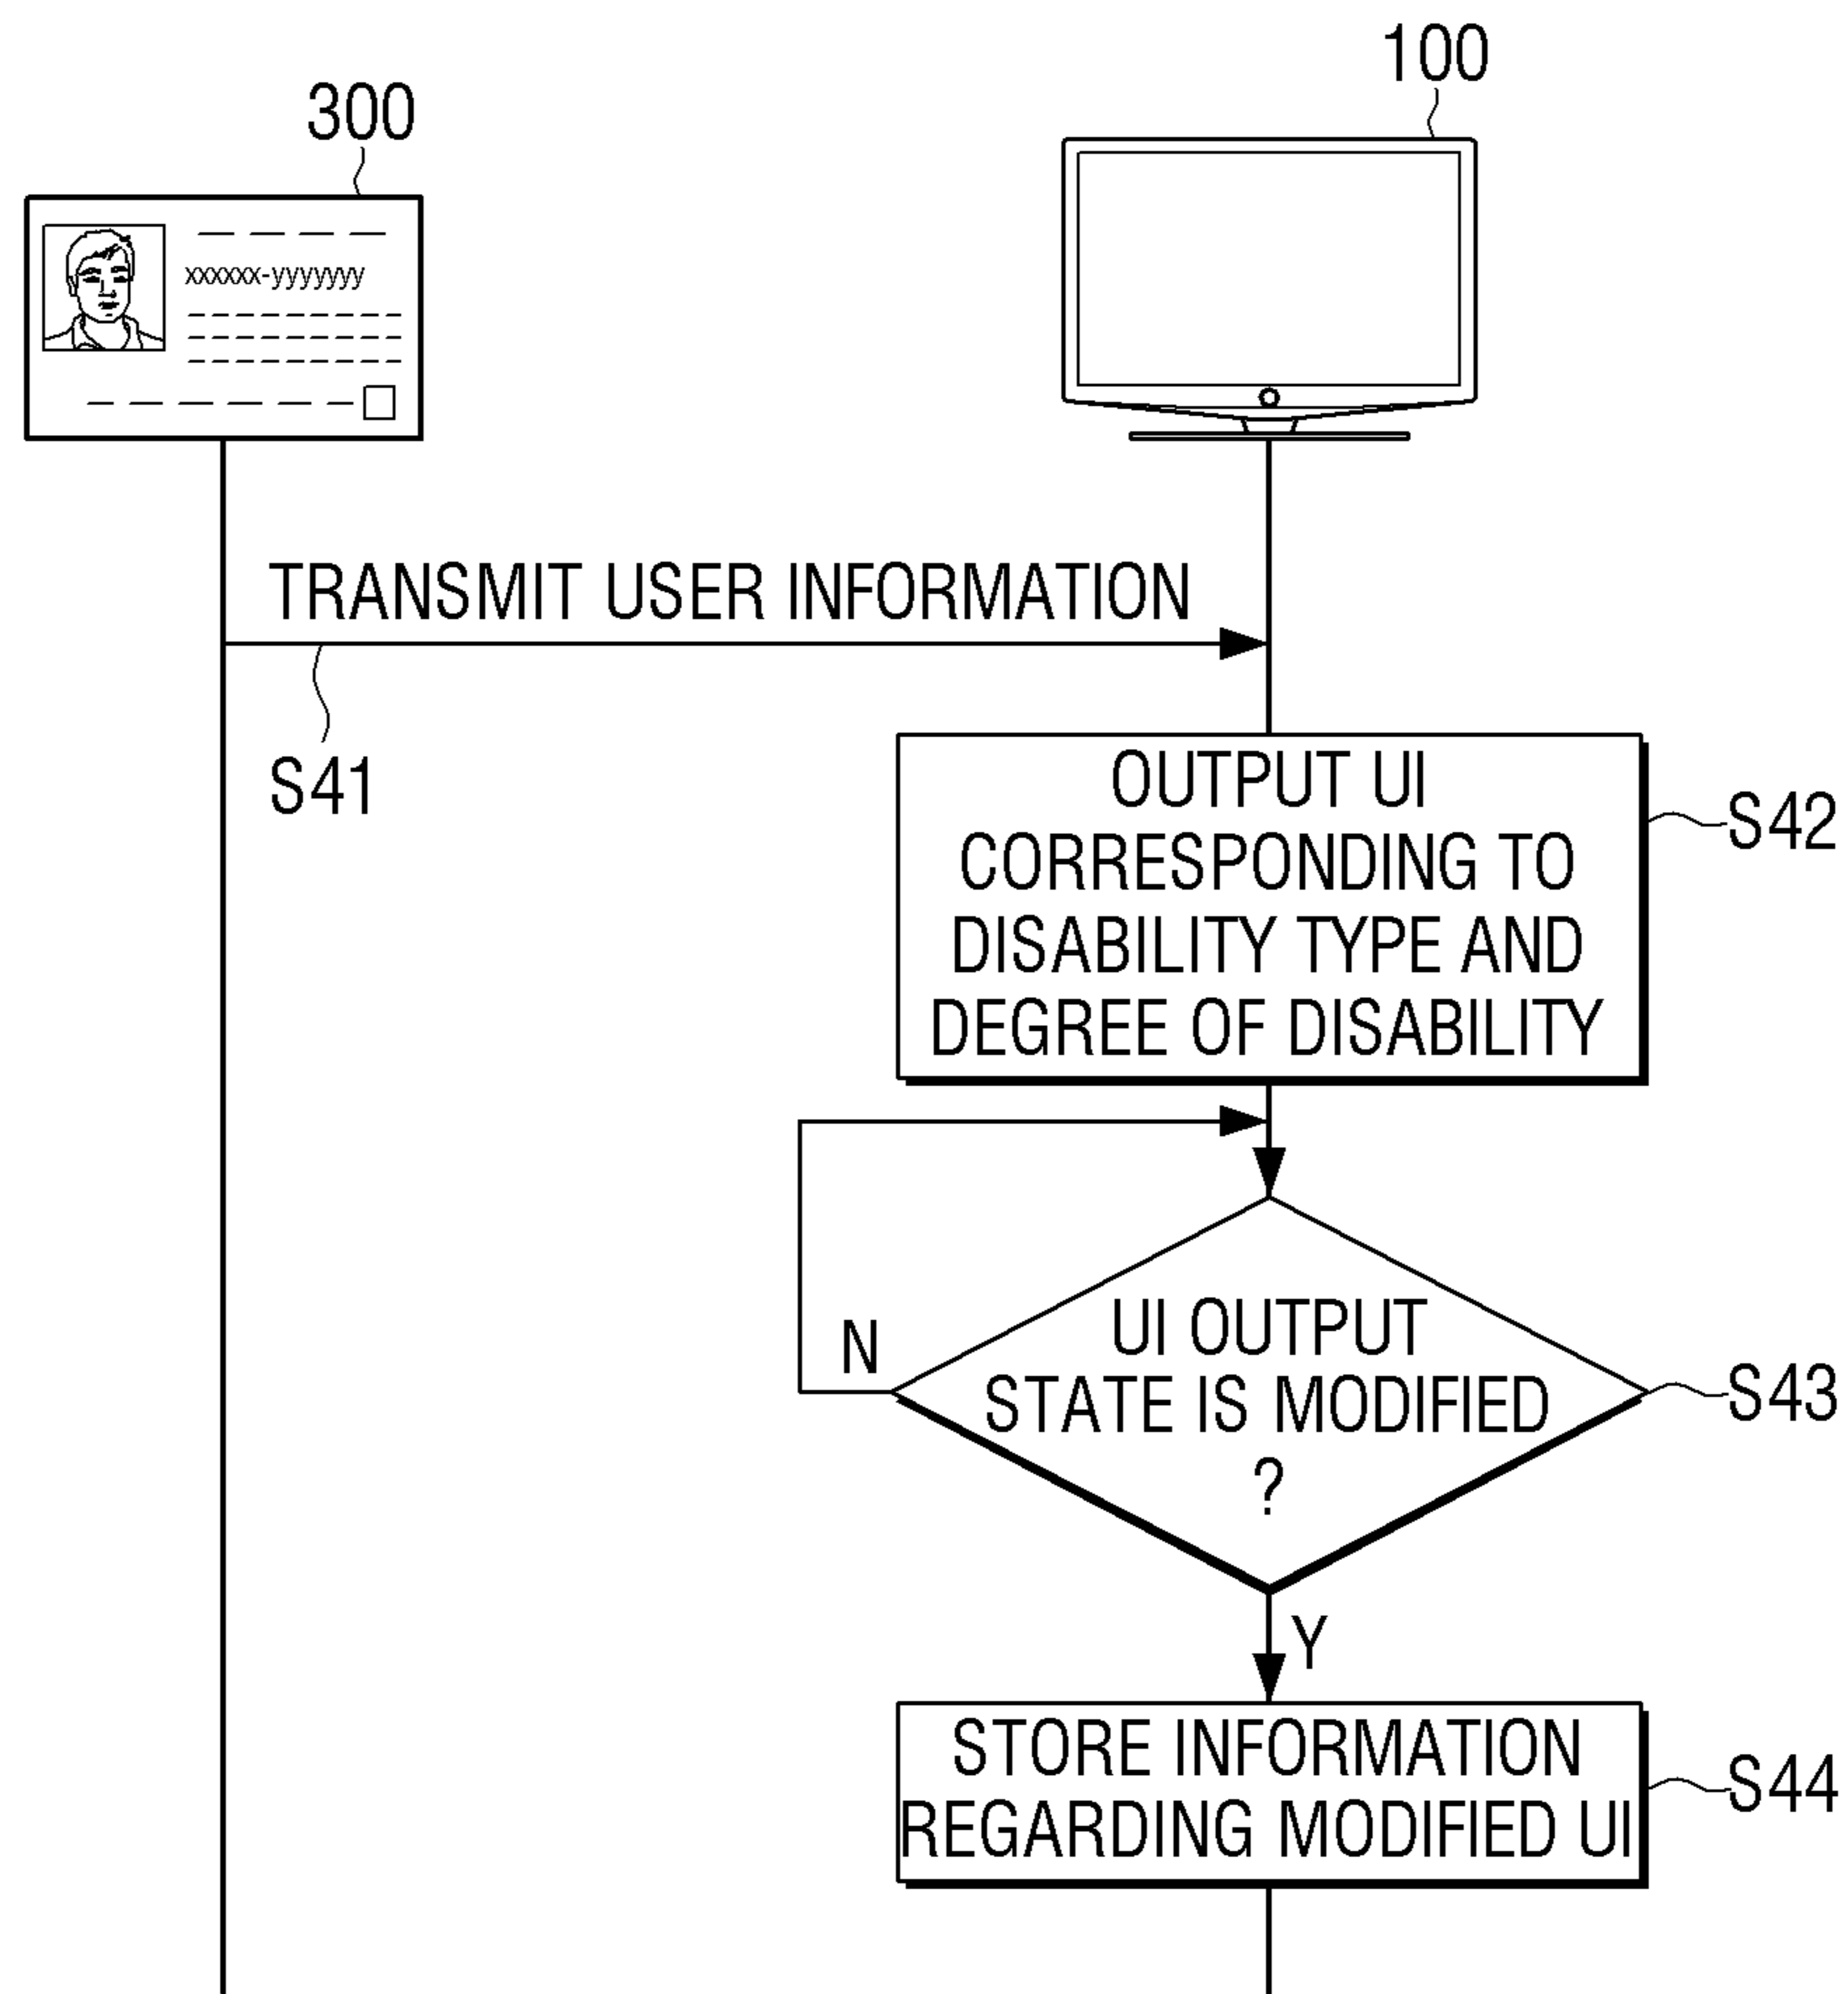 100
300
xxxxxx-yyyyyyy
TRANSMIT USER INFORMATION
S41
OUTPUT UI
CORRESPONDING TO
DISABILITY TYPE AND
DEGREE OF DISABILITY
S42
N
UI OUTPUT
STATE IS MODIFIED
?
S43
Y
STORE INFORMATION
REGARDING MODIFIED UI
S44